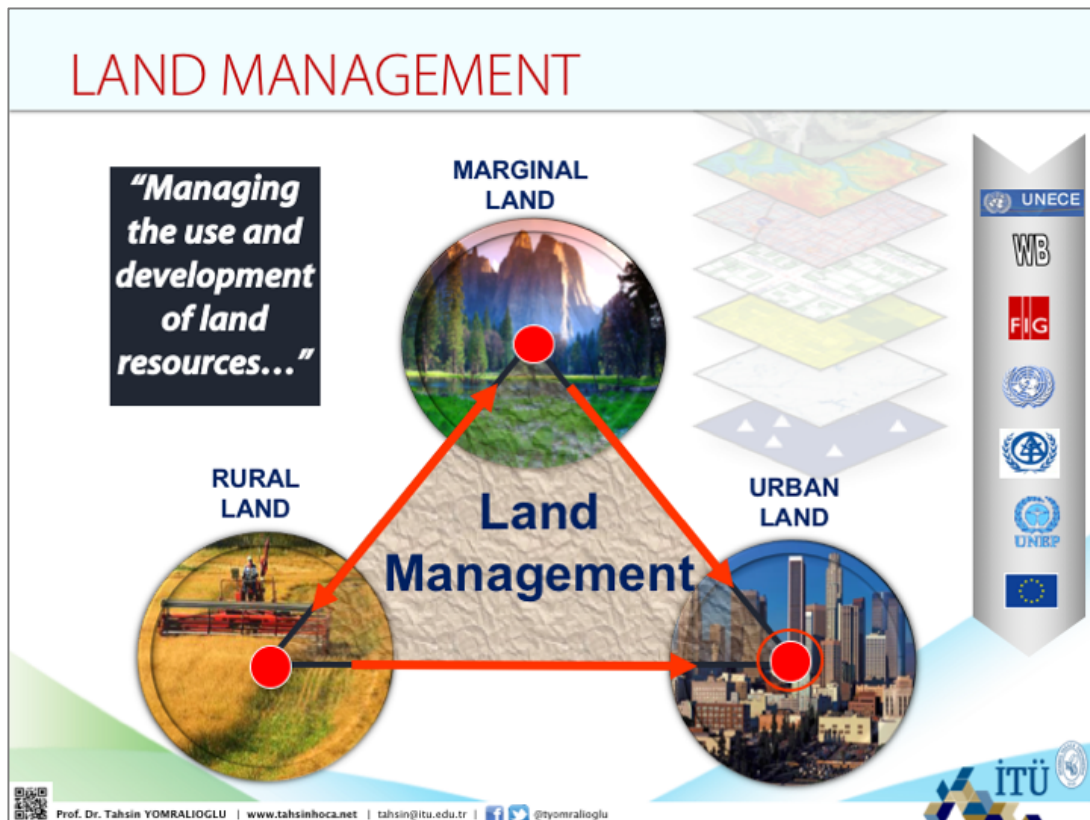 LAND MANAGEMENT
“Managing
the use and
development
of land
resources…”
MARGINAL
LAND
RURAL
LAND
URBAN
LAND
Land
Management
UNECE
WB
FIG
UNEP
İTÜ
Prof. Dr. Tahsin YOMRALIOGLU | www.tahsinhoca.net | tahsin@itu.edu.tr | @tyomralioglu